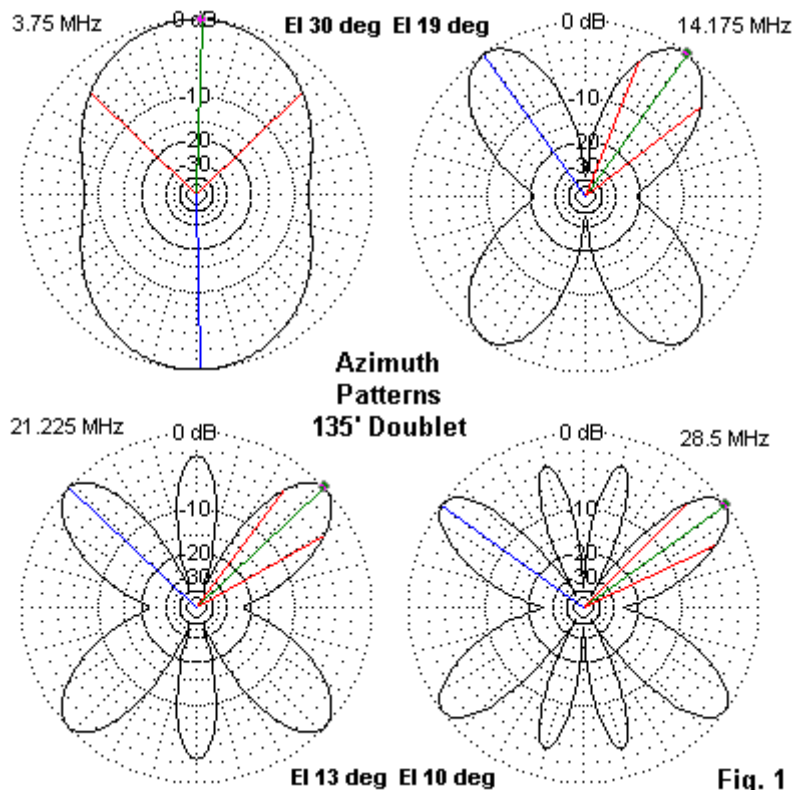 3.75 MHz
0 dB
El 30 deg El 19 deg
0 dB
14.175 MHz
-10
20
30
-10
20
Azimuth
Patterns
135' Doublet
21.225 MHz
0 dB
0 dB
28.5 MHz
-10
-20
30
-10
-20
El 13 deg El 10 deg
Fig. 1